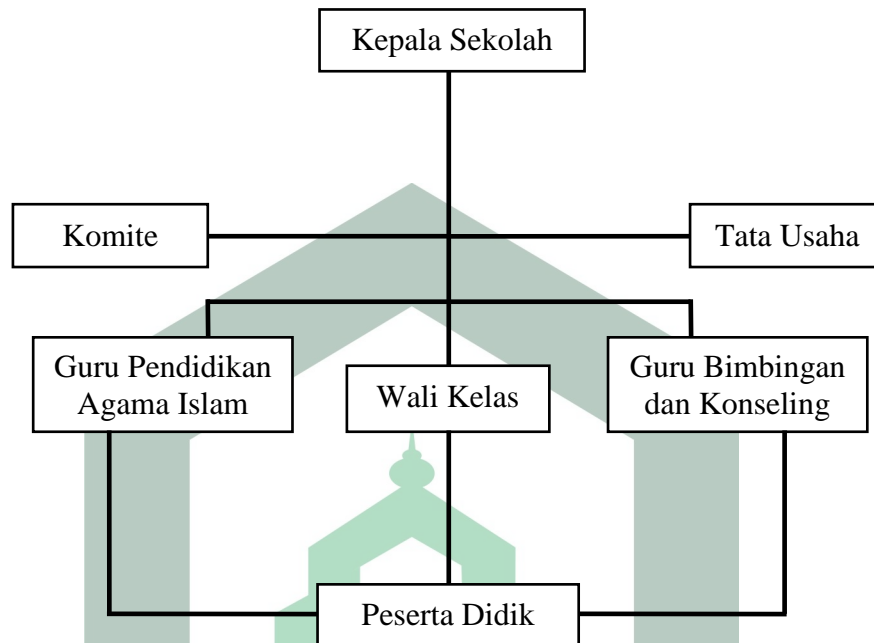 Kepala Sekolah
Komite
Tata Usaha
Guru Pendidikan
Agama Islam
Wali Kelas
Guru Bimbingan
dan Konseling
Peserta Didik